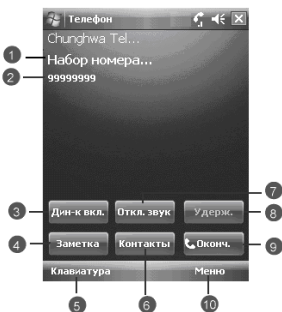 Телефон
Chunghwa Tel...
1 Набор номера...
2 99999999
7
3 Дин-к вкл. Откл. звук Удерж. 8
4 Заметка Контакты Оконч. 9
Клавиатура Меню
5 6 10